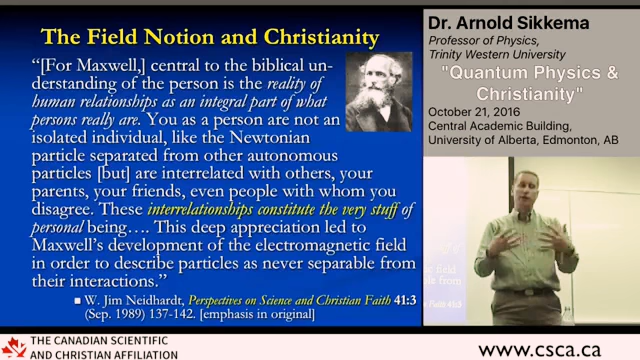 The Field Notion and Christianity
“[For Maxwell,] central to the biblical un-
derstanding of the person is the reality of
human relationships as an integral part of what
persons really are. You as a person are not an
isolated individual, like the Newtonian
particle separated from other autonomous
particles [but] are interrelated with others, your
parents, your friends, even people with whom you
disagree. These interrelationships constitute the very stuff of
personal being…. This deep appreciation led to
Maxwell’s development of the electromagnetic field
in order to describe particles as never separable from
their interactions.”
■ W. Jim Neidhardt, Perspectives on Science and Christian Faith 41:3
(Sep. 1989) 137-142. [emphasis in original]
Dr. Arnold Sikkema
Professor of Physics,
Trinity Western University
"Quantum Physics &
Christianity"
October 21, 2016
Central Academic Building,
University of Alberta, Edmonton, AB
THE CANADIAN SCIENTIFIC
AND CHRISTIAN AFFILIATION
www.csca.ca